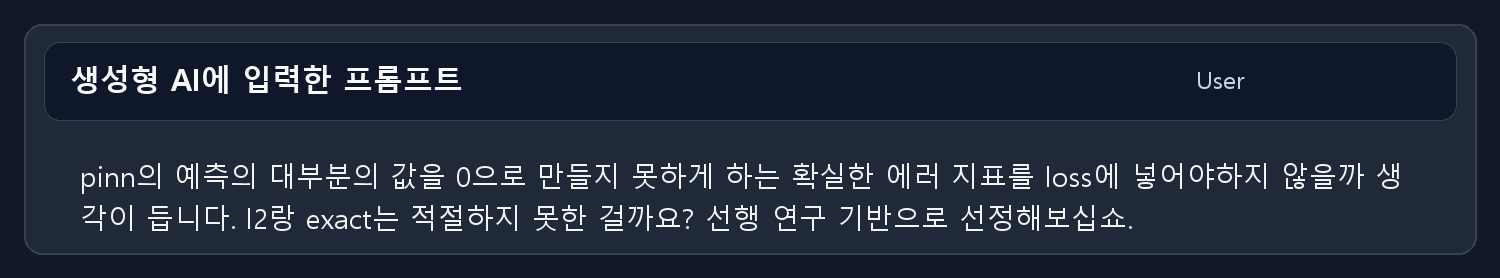 생성형 AI에 입력한 프롬프트
User
pinn의 예측의 대부분의 값을 0으로 만들지 못하게 하는 확실한 에러 지표를 loss에 넣어야하지 않을까 생
각이 듭니다. l2랑 exact는 적절하지 못한 걸까요? 선행 연구 기반으로 선정해보십쇼.